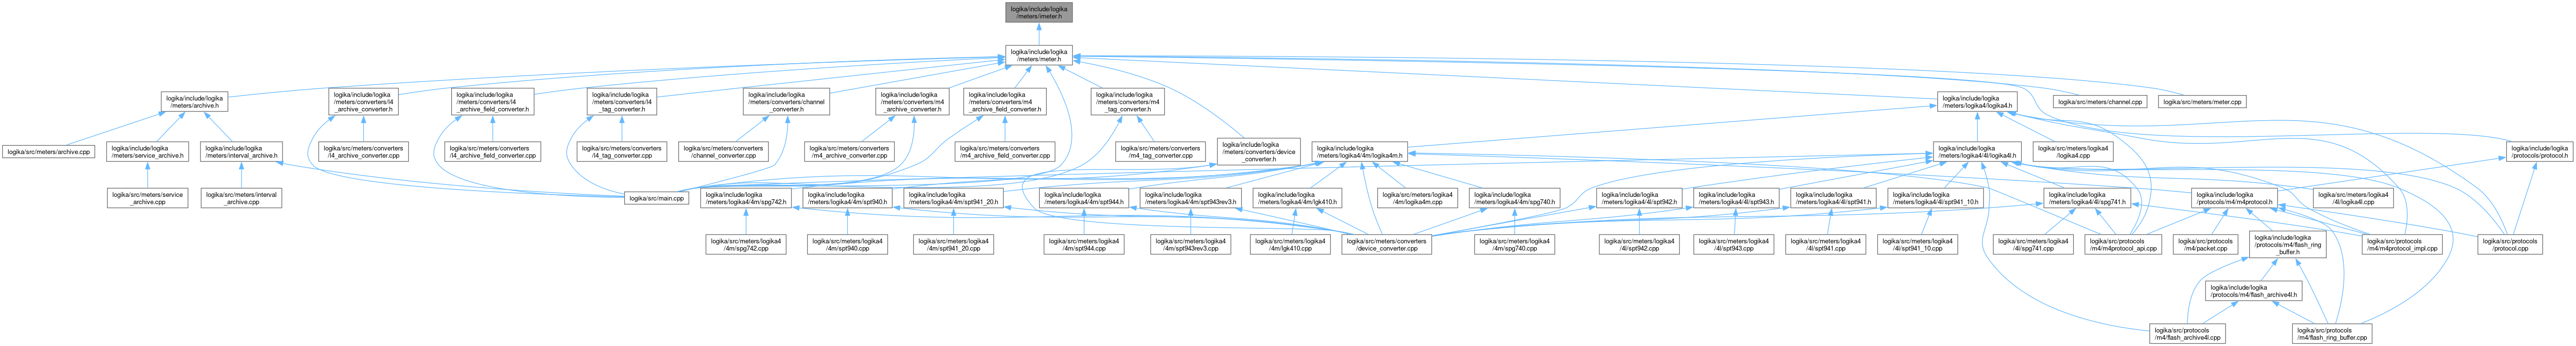 logika/include/logika
/meters/imeter.h
logika/include/logika
/meters/meter.h
logika/include/logika
/meters/archive.h
logika/include/logika
/meters/converters/l4
_archive_converter.h
logika/include/logika
/meters/converters/l4
_archive_field_converter.h
logika/include/logika
/meters/converters/l4
_tag_converter.h
logika/include/logika
/meters/converters/channel
_converter.h
logika/include/logika
/meters/converters/m4
_archive_converter.h
logika/include/logika
/meters/converters/m4
_archive_field_converter.h
logika/include/logika
/meters/converters/m4
_tag_converter.h
logika/include/logika
/meters/logika4/logika4.h
logika/src/meters/channel.cpp
logika/src/meters/meter.cpp
logika/src/meters/archive.cpp
logika/include/logika
/meters/service_archive.h
logika/include/logika
/meters/interval_archive.h
logika/src/meters/converters
/l4_archive_converter.cpp
logika/src/meters/converters
/l4_archive_field_converter.cpp
logika/src/meters/converters
/l4_tag_converter.cpp
logika/src/meters/converters
/channel_converter.cpp
logika/src/meters/converters
/m4_archive_converter.cpp
logika/src/meters/converters
/m4_archive_field_converter.cpp
logika/src/meters/converters
/m4_tag_converter.cpp
logika/include/logika
/meters/converters/device
_converter.h
logika/include/logika
/meters/logika4/4m/logika4m.h
logika/include/logika
/meters/logika4/4l/logika4l.h
logika/src/meters/logika4
/logika4.cpp
logika/include/logika
/protocols/protocol.h
logika/src/meters/service
_archive.cpp
logika/src/meters/interval
_archive.cpp
logika/src/main.cpp
logika/include/logika
/meters/logika4/4m/spg742.h
logika/include/logika
/meters/logika4/4m/spt940.h
logika/include/logika
/meters/logika4/4m/spt941_20.h
logika/include/logika
/meters/logika4/4m/spt944.h
logika/include/logika
/meters/logika4/4m/spt943rev3.h
logika/include/logika
/meters/logika4/4m/lgk410.h
logika/src/meters/logika4
/4m/logika4m.cpp
logika/include/logika
/meters/logika4/4m/spg740.h
logika/include/logika
/meters/logika4/4l/spt942.h
logika/include/logika
/meters/logika4/4l/spt943.h
logika/include/logika
/meters/logika4/4l/spt941.h
logika/include/logika
/meters/logika4/4l/spt941_10.h
logika/include/logika
/meters/logika4/4l/spg741.h
logika/include/logika
/protocols/m4/m4protocol.h
logika/src/meters/logika4
/4l/logika4l.cpp
logika/src/meters/logika4
/4m/spg742.cpp
logika/src/meters/logika4
/4m/spt940.cpp
logika/src/meters/logika4
/4m/spt941_20.cpp
logika/src/meters/logika4
/4m/spt944.cpp
logika/src/meters/logika4
/4m/spt943rev3.cpp
logika/src/meters/logika4
/4m/lgk410.cpp
logika/src/meters/converters
/device_converter.cpp
logika/src/meters/logika4
/4m/spg740.cpp
logika/src/meters/logika4
/4l/spt942.cpp
logika/src/meters/logika4
/4l/spt943.cpp
logika/src/meters/logika4
/4l/spt941.cpp
logika/src/meters/logika4
/4l/spt941_10.cpp
logika/src/meters/logika4
/4l/spg741.cpp
logika/src/protocols
/m4/m4protocol_api.cpp
logika/src/protocols
/m4/packet.cpp
logika/include/logika
/protocols/m4/flash_ring
_buffer.h
logika/src/protocols
/m4/m4protocol_impl.cpp
logika/src/protocols
/protocol.cpp
logika/include/logika
/protocols/m4/flash_archive4l.h
logika/src/protocols
/m4/flash_archive4l.cpp
logika/src/protocols
/m4/flash_ring_buffer.cpp